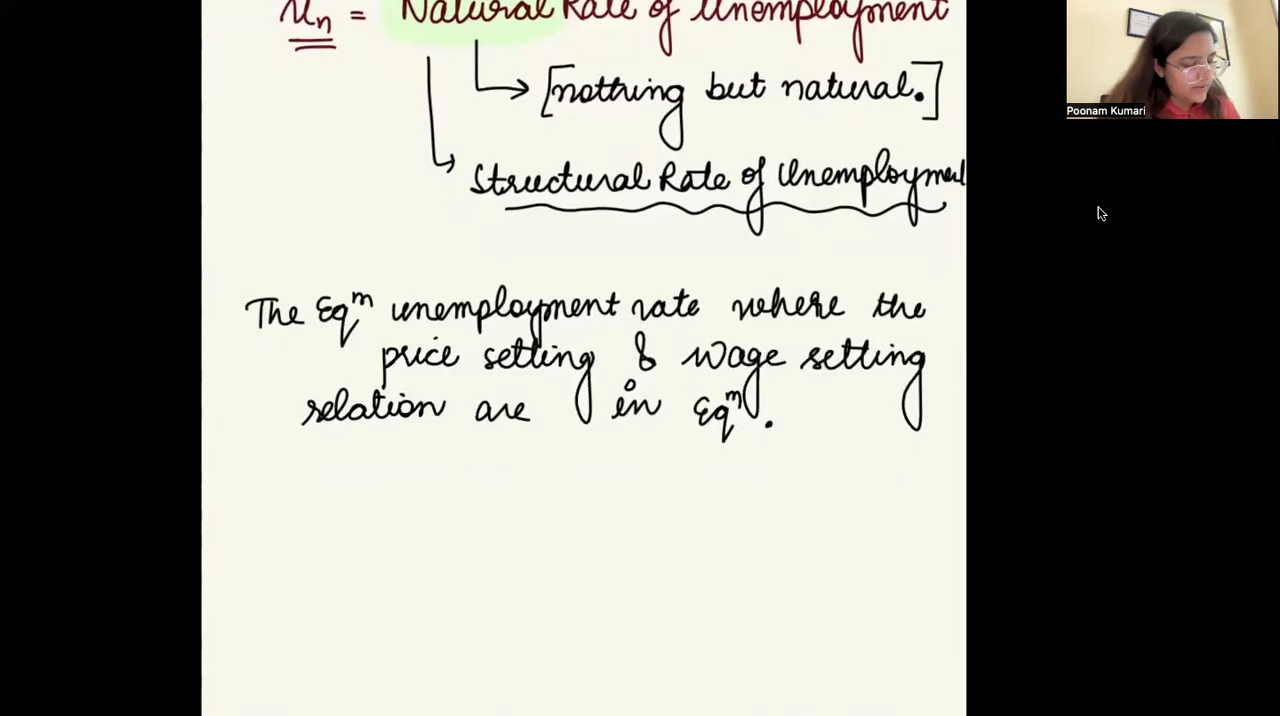 un = Natural Rate of Unemployment
[nothing but natural.]
Structural Rate of Unemployment
The Eqᵐ unemployment rate where the
price setting & wage setting
relation are in Eqᵐ.
Poonam Kumari